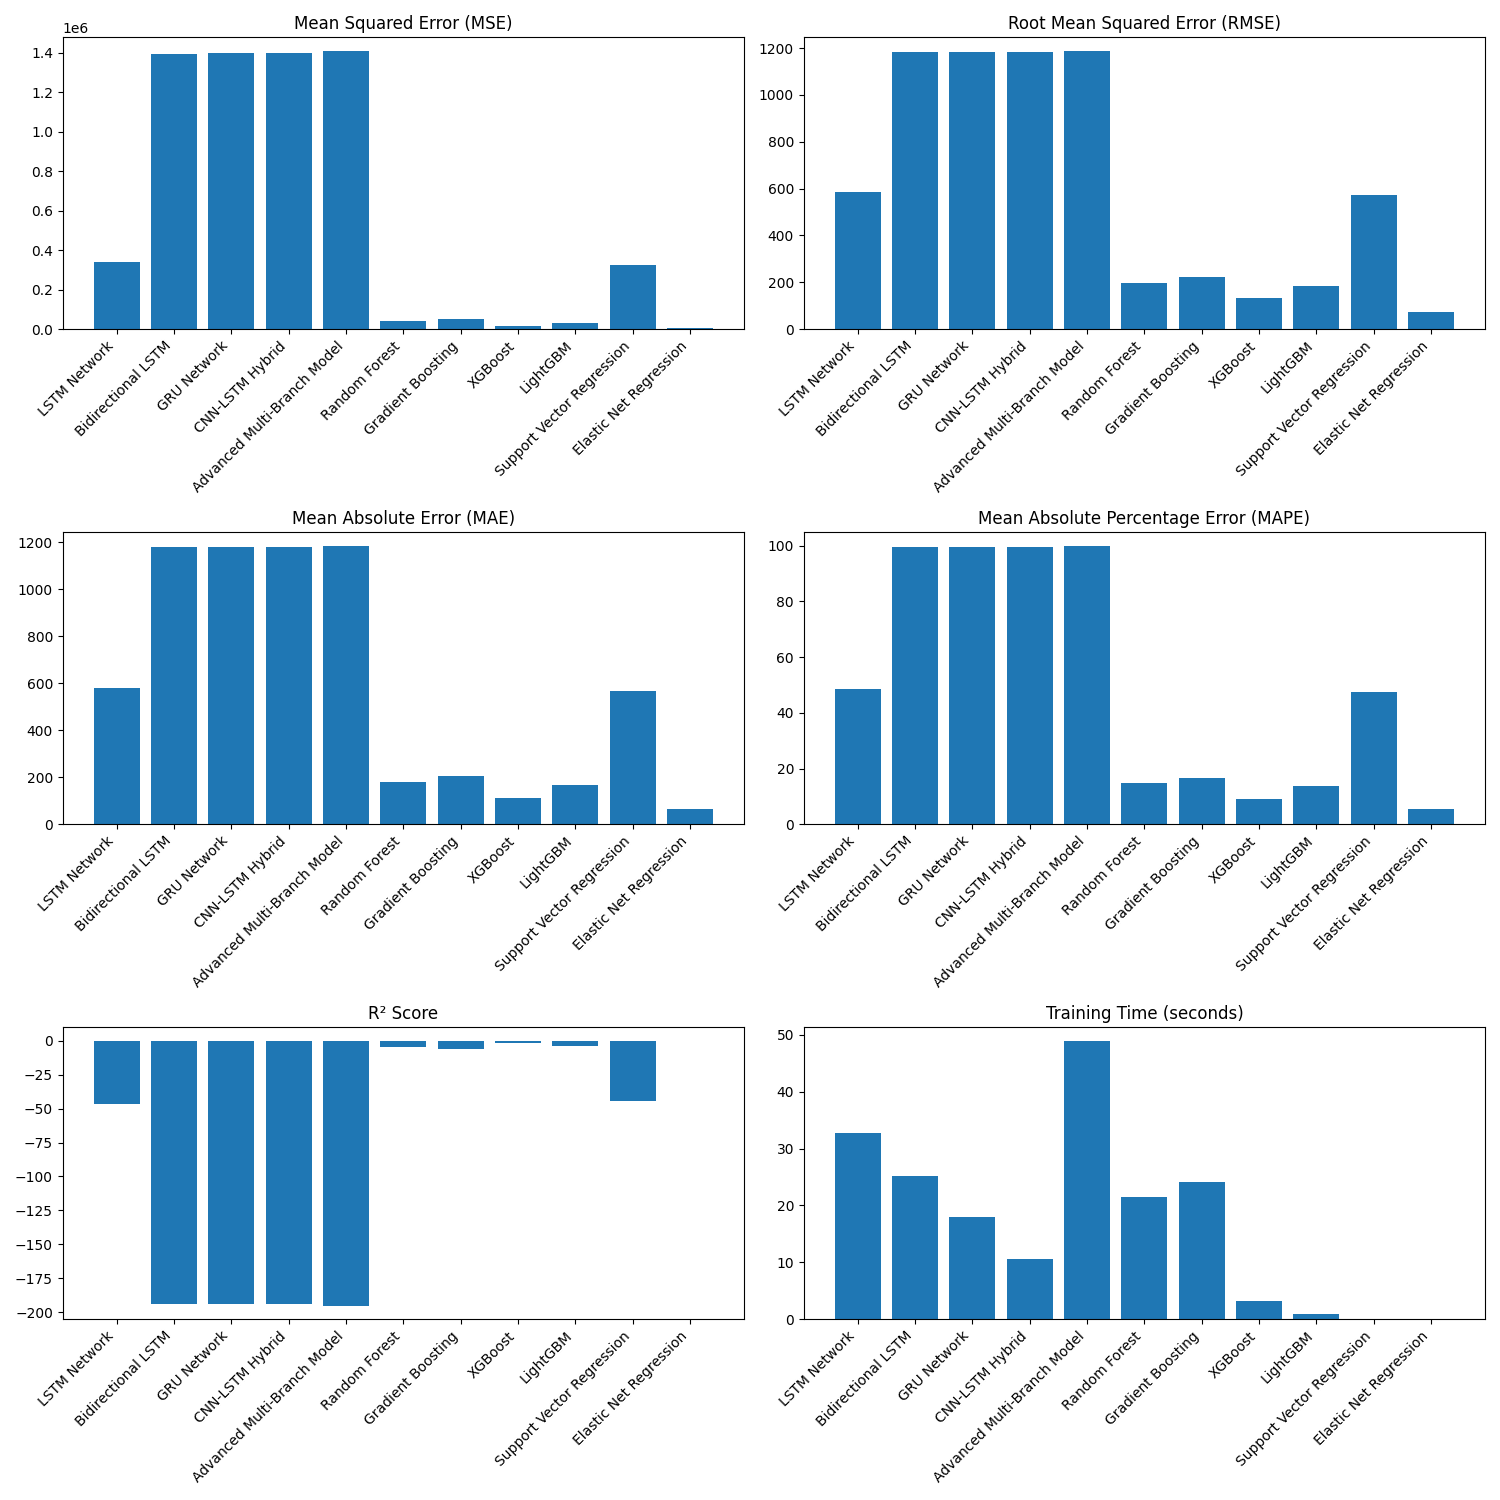 Mean Squared Error (MSE)
1e6
1.4
1.2
1.0
0.8
0.6
0.4
0.2
0.0
LSTM Network
Bidirectional LSTM
GRU Network
CNN-LSTM Hybrid
Advanced Multi-Branch Model
Random Forest
Gradient Boosting
XGBoost
LightGBM
Support Vector Regression
Elastic Net Regression
Root Mean Squared Error (RMSE)
1200
1000
800
600
400
200
0
LSTM Network
Bidirectional LSTM
GRU Network
CNN-LSTM Hybrid
Advanced Multi-Branch Model
Random Forest
Gradient Boosting
XGBoost
LightGBM
Support Vector Regression
Elastic Net Regression
Mean Absolute Error (MAE)
1200
1000
800
600
400
200
0
LSTM Network
Bidirectional LSTM
GRU Network
CNN-LSTM Hybrid
Advanced Multi-Branch Model
Random Forest
Gradient Boosting
XGBoost
LightGBM
Support Vector Regression
Elastic Net Regression
Mean Absolute Percentage Error (MAPE)
100
80
60
40
20
0
LSTM Network
Bidirectional LSTM
GRU Network
CNN-LSTM Hybrid
Advanced Multi-Branch Model
Random Forest
Gradient Boosting
XGBoost
LightGBM
Support Vector Regression
Elastic Net Regression
R² Score
0
−25
−50
−75
−100
−125
−150
−175
−200
LSTM Network
Bidirectional LSTM
GRU Network
CNN-LSTM Hybrid
Advanced Multi-Branch Model
Random Forest
Gradient Boosting
XGBoost
LightGBM
Support Vector Regression
Elastic Net Regression
Training Time (seconds)
50
40
30
20
10
0
LSTM Network
Bidirectional LSTM
GRU Network
CNN-LSTM Hybrid
Advanced Multi-Branch Model
Random Forest
Gradient Boosting
XGBoost
LightGBM
Support Vector Regression
Elastic Net Regression